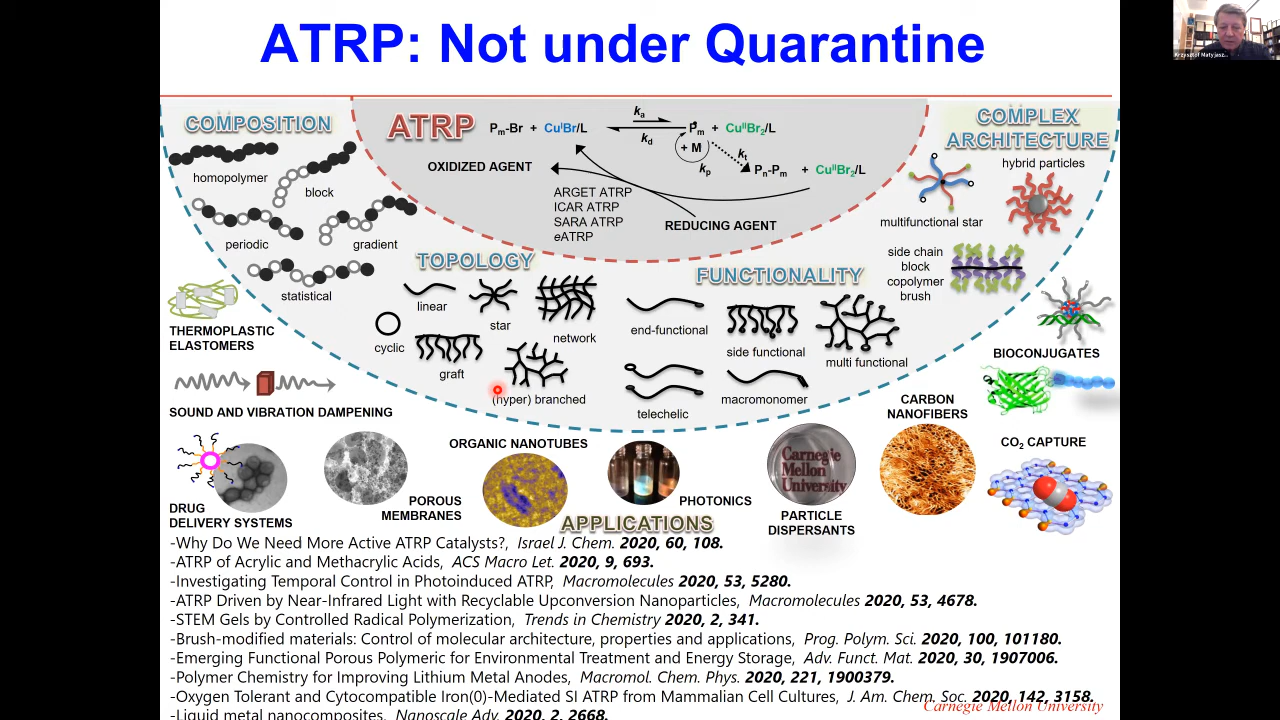 ATRP: Not under Quarantine
Krzysztof Matyjasz...
COMPOSITION
homopolymer
block
periodic
gradient
statistical
ATRP
Pm-Br + CuIBr/L
ka
kd
Pm• + CuIIBr2/L
+ M
kp
kt
Pn-Pm + CuIIBr2/L
OXIDIZED AGENT
ARGET ATRP
ICAR ATRP
SARA ATRP
eATRP
REDUCING AGENT
COMPLEX
ARCHITECTURE
hybrid particles
multifunctional star
side chain
block
copolymer
brush
TOPOLOGY
linear
star
network
cyclic
graft
(hyper) branched
FUNCTIONALITY
end-functional
side functional
multi functional
telechelic
macromonomer
THERMOPLASTIC
ELASTOMERS
SOUND AND VIBRATION DAMPENING
DRUG
DELIVERY SYSTEMS
POROUS
MEMBRANES
ORGANIC NANOTUBES
PHOTONICS
Carnegie
Mellon
University
PARTICLE
DISPERSANTS
CARBON
NANOFIBERS
BIOCONJUGATES
CO2 CAPTURE
APPLICATIONS
-Why Do We Need More Active ATRP Catalysts?, Israel J. Chem. 2020, 60, 108.
-ATRP of Acrylic and Methacrylic Acids, ACS Macro Let. 2020, 9, 693.
-Investigating Temporal Control in Photoinduced ATRP, Macromolecules 2020, 53, 5280.
-ATRP Driven by Near-Infrared Light with Recyclable Upconversion Nanoparticles, Macromolecules 2020, 53, 4678.
-STEM Gels by Controlled Radical Polymerization, Trends in Chemistry 2020, 2, 341.
-Brush-modified materials: Control of molecular architecture, properties and applications, Prog. Polym. Sci. 2020, 100, 101180.
-Emerging Functional Porous Polymeric for Environmental Treatment and Energy Storage, Adv. Funct. Mat. 2020, 30, 1907006.
-Polymer Chemistry for Improving Lithium Metal Anodes, Macromol. Chem. Phys. 2020, 221, 1900379.
-Oxygen Tolerant and Cytocompatible Iron(0)-Mediated SI ATRP from Mammalian Cell Cultures, J. Am. Chem. Soc. 2020, 142, 3158.
-Liquid metal nanocomposites, Nanoscale Adv. 2020, 2, 2668.
Carnegie Mellon University